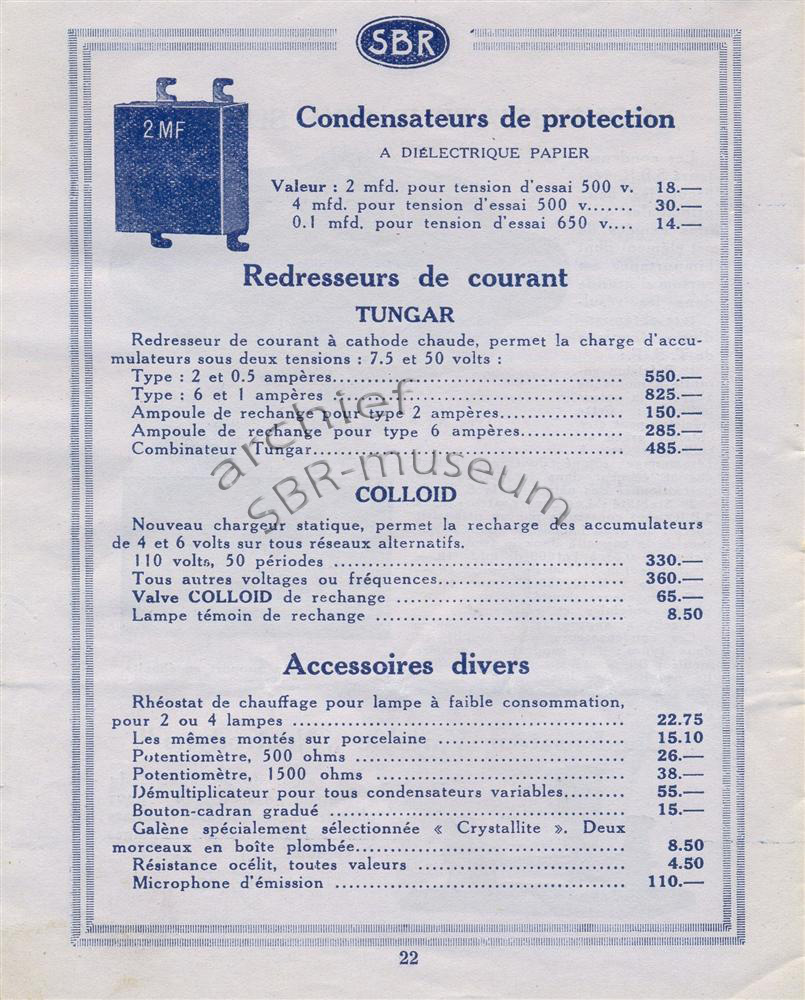 SBR
2 MF
Condensateurs de protection
A DIÉLECTRIQUE PAPIER
Valeur : 2 mfd. pour tension d'essai 500 v. 18.—
4 mfd. pour tension d'essai 500 v....... 30.—
0.1 mfd. pour tension d'essai 650 v.... 14.—
Redresseurs de courant
TUNGAR
Redresseur de courant à cathode chaude, permet la charge d'accu-
mulateurs sous deux tensions : 7.5 et 50 volts :
Type : 2 et 0.5 ampères........................................ 550.—
Type : 6 et 1 ampères ........................................ 825.—
Ampoule de rechange pour type 2 ampères................. 150.—
Ampoule de rechange pour type 6 ampères.............. 285.—
Combinateur Tungar.......................................... 485.—
archief
SBR-museum
COLLOID
Nouveau chargeur statique, permet la recharge des accumulateurs
de 4 et 6 volts sur tous réseaux alternatifs.
110 volts, 50 périodes ........................................ 330.—
Tous autres voltages ou fréquences......................... 360.—
Valve COLLOID de rechange ............................... 65.—
Lampe témoin de rechange .................................. 8.50
Accessoires divers
Rhéostat de chauffage pour lampe à faible consommation,
pour 2 ou 4 lampes .............................................. 22.75
Les mêmes montés sur porcelaine ......................... 15.10
Potentiomètre, 500 ohms ..................................... 26.—
Potentiomètre, 1500 ohms .................................. 38.—
Démultiplicateur pour tous condensateurs variables......... 55.—
Bouton-cadran gradué ........................................ 15.—
Galène spécialement sélectionnée « Crystallite ». Deux
morceaux en boîte plombée..................................... 8.50
Résistance océlit, toutes valeurs ............................ 4.50
Microphone d'émission ........................................ 110.—
22